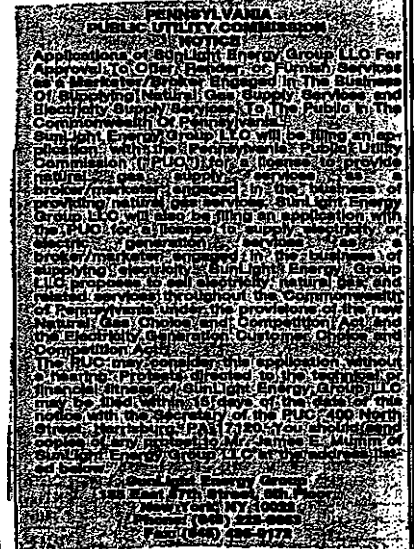 PENNSYLVANIA
PUBLIC UTILITY COMMISSION
NOTICE
Applications of SunLight Energy Group LLC For
Approval To Offer, Render, or Furnish Services
as a Marketer/Broker Engaged In The Business
Of Supplying Natural Gas Supply Services and
Electricity Supply Services To The Public In The
Commonwealth Of Pennsylvania.
SunLight Energy Group LLC will be filing an ap-
plication with the Pennsylvania Public Utility
Commission ("PUC") for a license to provide
natural gas supply services as a
broker/marketer engaged in the business of
providing natural gas services. SunLight Energy
Group LLC will also be filing an application with
the PUC for a license to supply electricity or
electric generation services as a
broker/marketer engaged in the business of
supplying electricity. SunLight Energy Group
LLC proposes to sell electricity, natural gas, and
related services throughout the Commonwealth
of Pennsylvania under the provisions of the new
Natural Gas Choice and Competition Act and
the Electricity Generation Customer Choice and
Competition Act.
The PUC may consider this application without
a hearing. Protests directed to the technical or
financial fitness of SunLight Energy Group LLC
may be filed within 15 days of the date of this
notice with the Secretary of the PUC 400 North
Street, Harrisburg, PA 17120. You should send
copies of any protest to Mr. James E. Mumm of
SunLight Energy Group LLC at the address list-
ed below.
SunLight Energy Group
East 57th Street, 8th Floor
New York, NY 10022
Phone:
Fax: